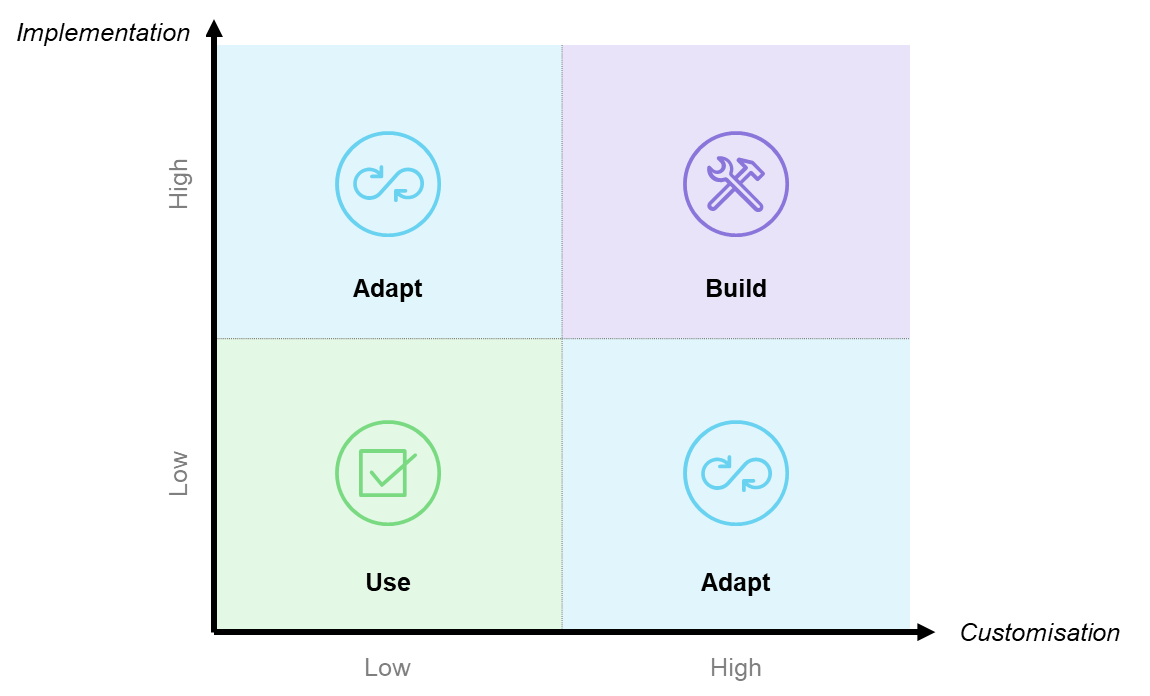 Implementation
High
Adapt
Build
Low
Use
Adapt
Customisation
Low
High